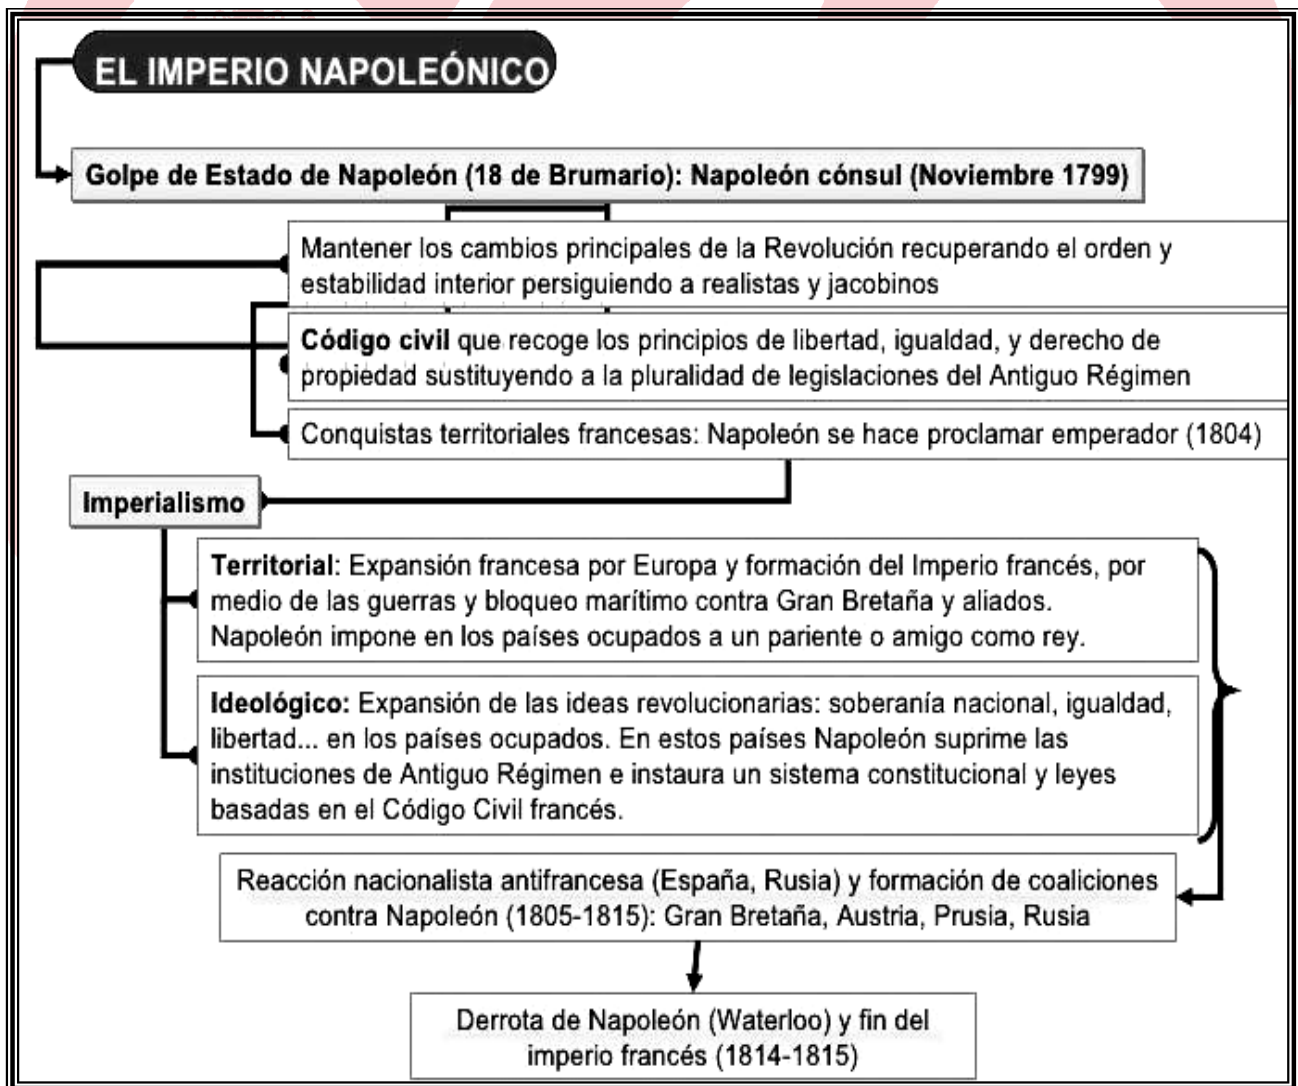 EL IMPERIO NAPOLEÓNICO
Golpe de Estado de Napoleón (18 de Brumario): Napoleón cónsul (Noviembre 1799)
Mantener los cambios principales de la Revolución recuperando el orden y
estabilidad interior persiguiendo a realistas y jacobinos
Código civil que recoge los principios de libertad, igualdad, y derecho de
propiedad sustituyendo a la pluralidad de legislaciones del Antiguo Régimen
Conquistas territoriales francesas: Napoleón se hace proclamar emperador (1804)
Imperialismo
Territorial: Expansión francesa por Europa y formación del Imperio francés, por
medio de las guerras y bloqueo marítimo contra Gran Bretaña y aliados.
Napoleón impone en los países ocupados a un pariente o amigo como rey.
Ideológico: Expansión de las ideas revolucionarias: soberanía nacional, igualdad,
libertad... en los países ocupados. En estos países Napoleón suprime las
instituciones de Antiguo Régimen e instaura un sistema constitucional y leyes
basadas en el Código Civil francés.
Reacción nacionalista antifrancesa (España, Rusia) y formación de coaliciones
contra Napoleón (1805-1815): Gran Bretaña, Austria, Prusia, Rusia
Derrota de Napoleón (Waterloo) y fin del
imperio francés (1814-1815)